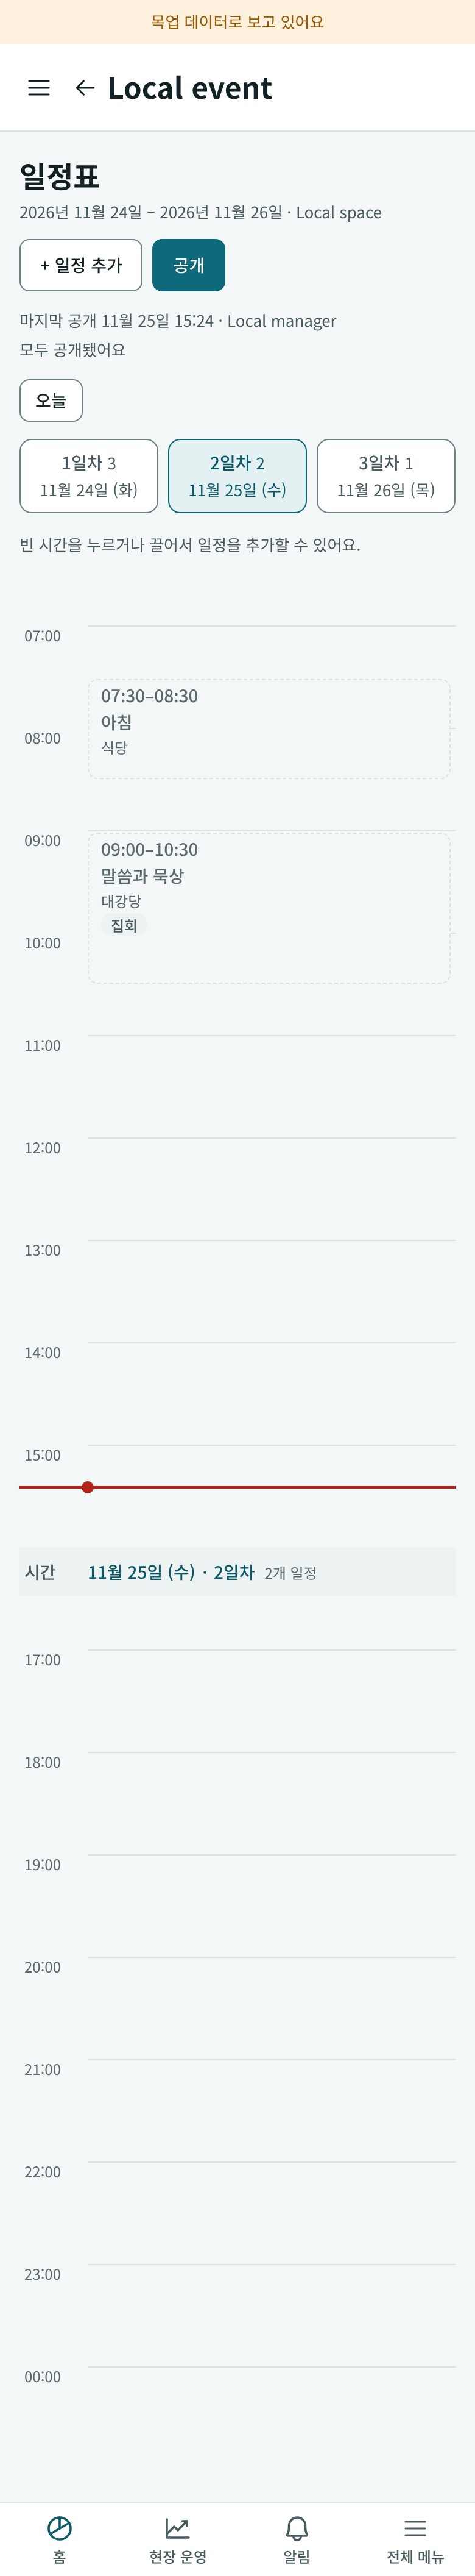 목업 데이터로 보고 있어요
Local event
일정표
2026년 11월 24일 – 2026년 11월 26일 · Local space
+ 일정 추가
공개
마지막 공개 11월 25일 15:24 · Local manager
모두 공개됐어요
오늘
1일차 3
11월 24일 (화)
2일차 2
11월 25일 (수)
3일차 1
11월 26일 (목)
빈 시간을 누르거나 끌어서 일정을 추가할 수 있어요.
07:00
07:30–08:30
아침
08:00
식당
09:00
09:00–10:30
말씀과 묵상
대강당
집회
10:00
11:00
12:00
13:00
14:00
15:00
시간
11월 25일 (수) · 2일차 2개 일정
17:00
18:00
19:00
20:00
21:00
22:00
23:00
00:00
홈
현장 운영
알림
전체 메뉴